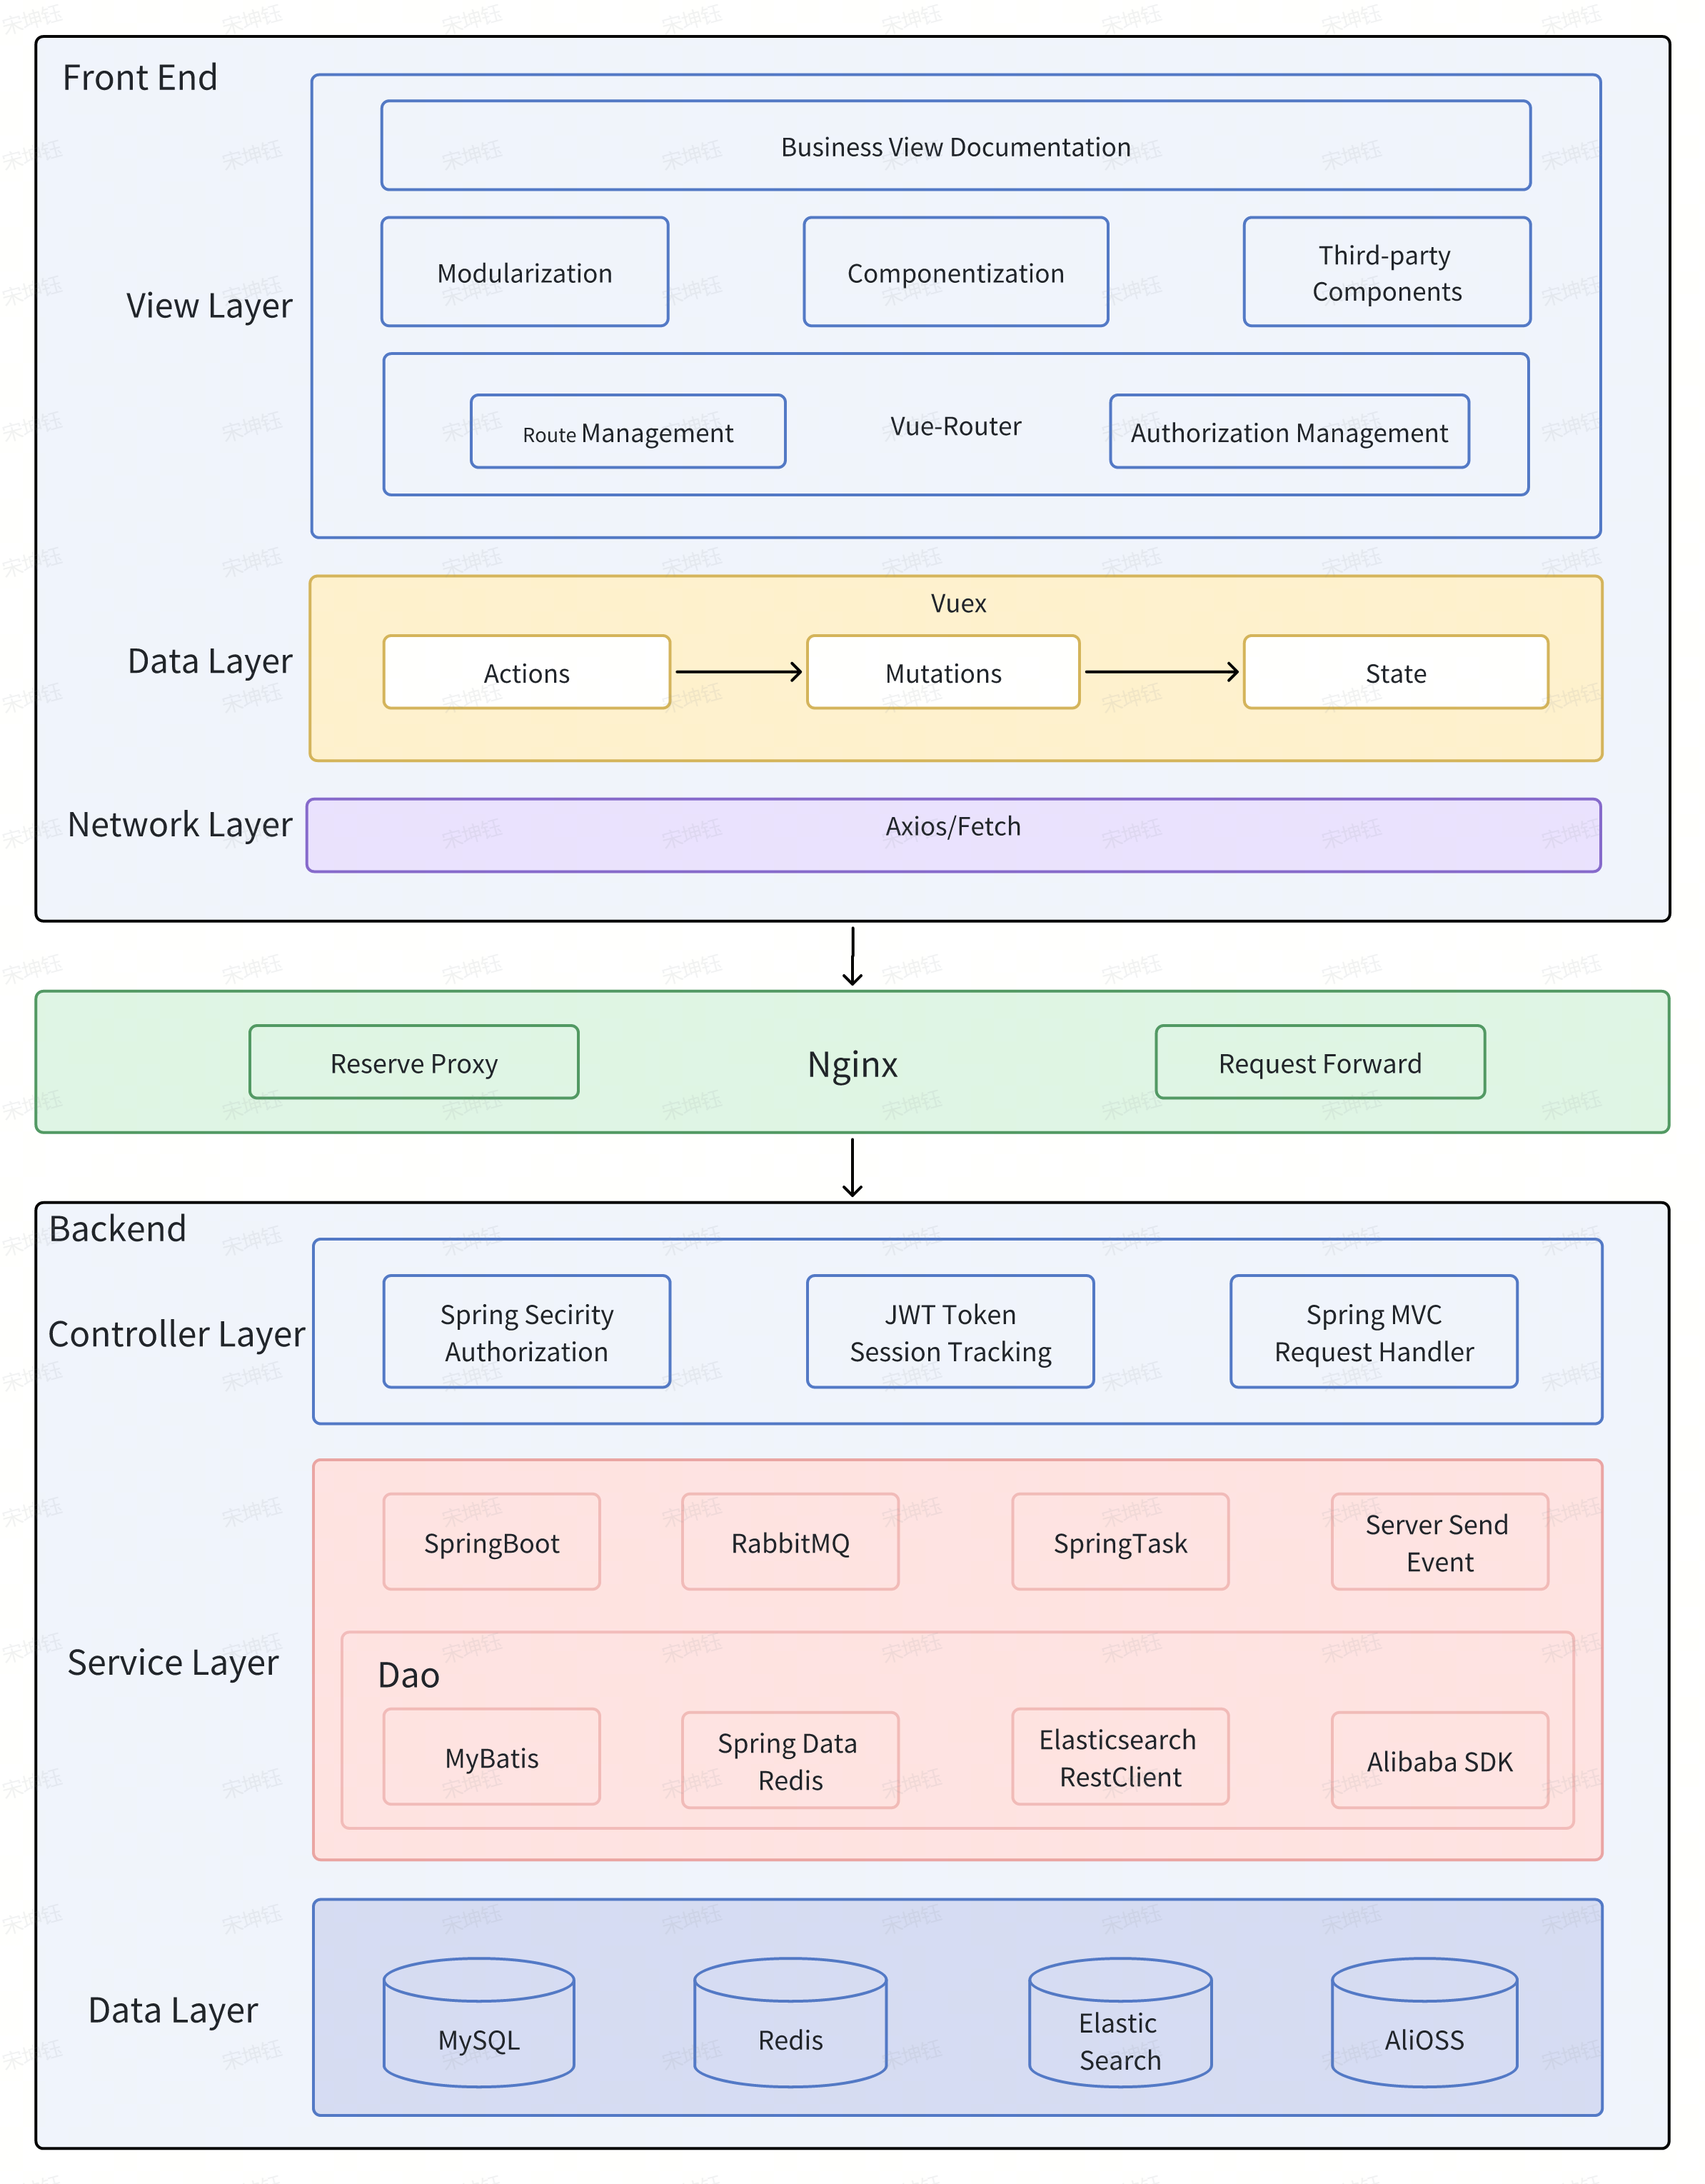 Front End
Business View Documentation
View Layer
Modularization
Componentization
Third-party
Components
Route Management
Vue-Router
Authorization Management
Data Layer
Vuex
Actions
Mutations
State
Network Layer
Axios/Fetch
Reserve Proxy
Nginx
Request Forward
Backend
Controller Layer
Spring Secirity
Authorization
JWT Token
Session Tracking
Spring MVC
Request Handler
Service Layer
SpringBoot
RabbitMQ
SpringTask
Server Send
Event
Dao
MyBatis
Spring Data
Redis
Elasticsearch
RestClient
Alibaba SDK
Data Layer
MySQL
Redis
Elastic
Search
AliOSS
宋坤钰